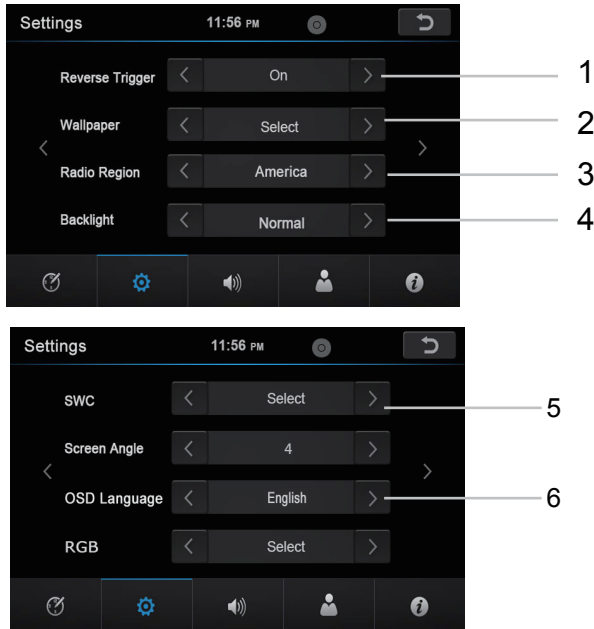 Settings 11:56 PM
Reverse Trigger On 1
Wallpaper Select 2
Radio Region America 3
Backlight Normal 4
Settings 11:56 PM
SWC Select 5
Screen Angle 4
OSD Language English 6
RGB Select